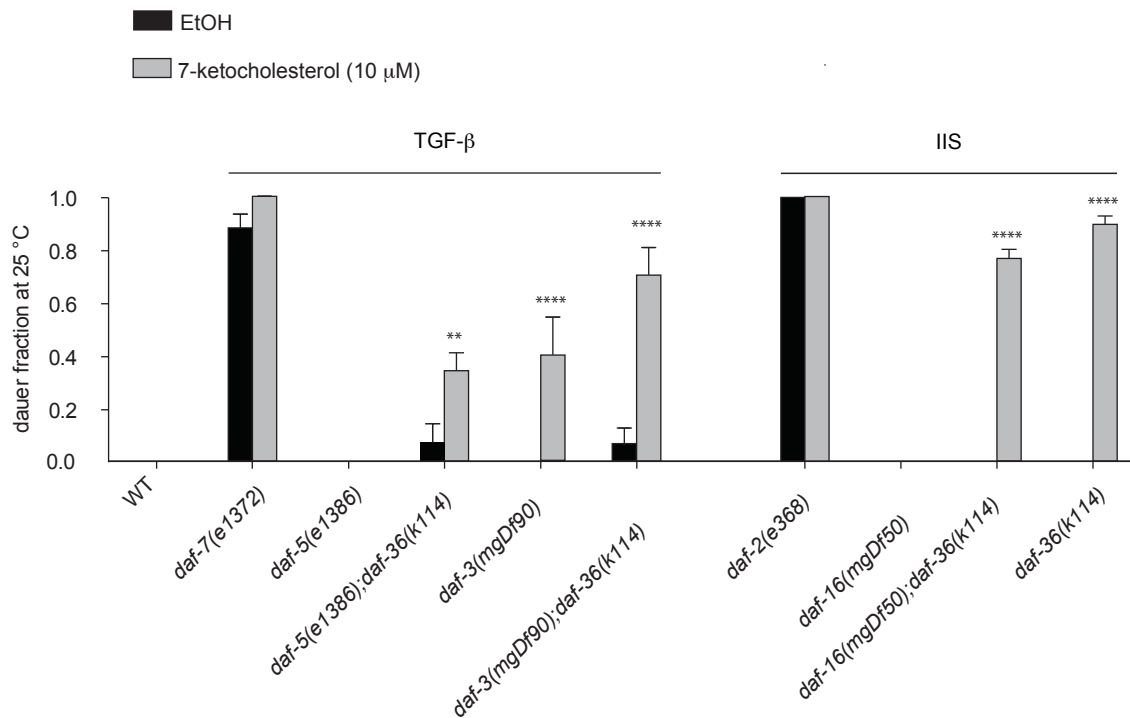 EtOH
7-ketocholesterol (10 μM)
TGF-β
IIS
dauer fraction at 25 °C
1.0
0.8
0.6
0.4
0.2
0.0
**
****
****
****
****
WT
daf-7(e1372)
daf-5(e1386)
daf-5(e1386);daf-36(k114)
daf-3(mgDf90)
daf-3(mgDf90);daf-36(k114)
daf-2(e368)
daf-16(mgDf50)
daf-16(mgDf50);daf-36(k114)
daf-36(k114)